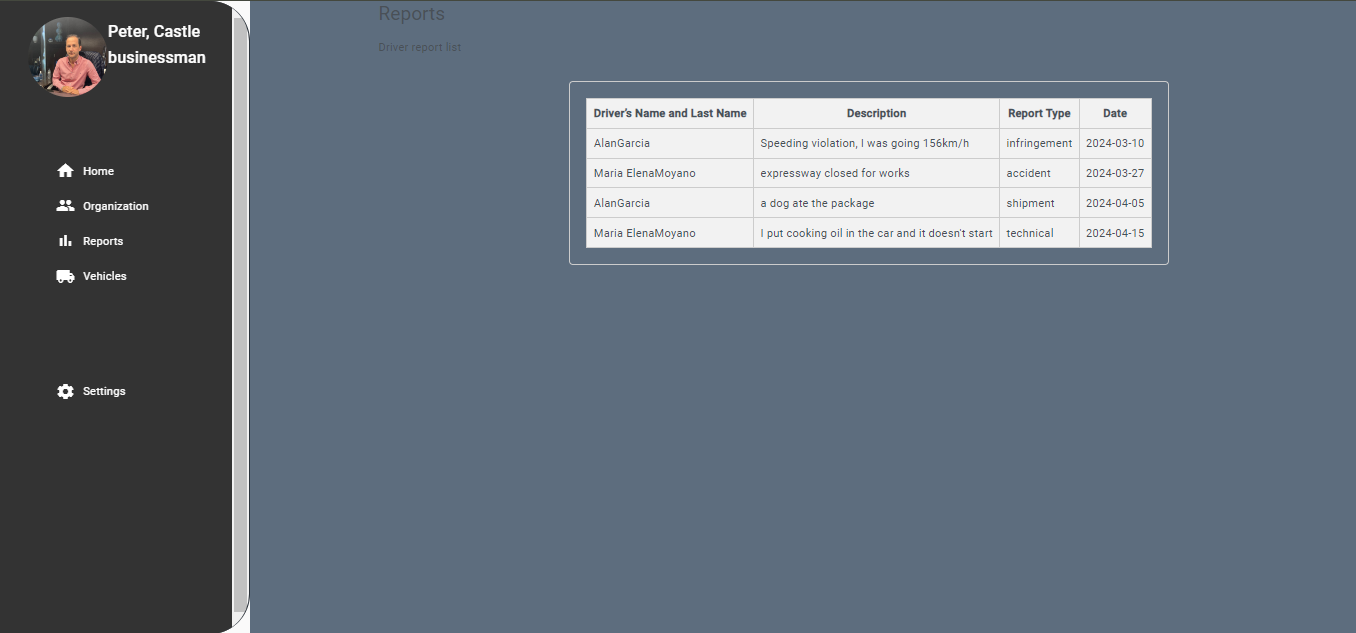 Peter, Castle
businessman
Home
Organization
Reports
Vehicles
Settings
Reports
Driver report list
Driver's Name and Last Name Description Report Type Date
AlanGarcia Speeding violation, I was going 156km/h infringement 2024-03-10
Maria ElenaMoyano expressway closed for works accident 2024-03-27
AlanGarcia a dog ate the package shipment 2024-04-05
Maria ElenaMoyano I put cooking oil in the car and it doesn't start technical 2024-04-15